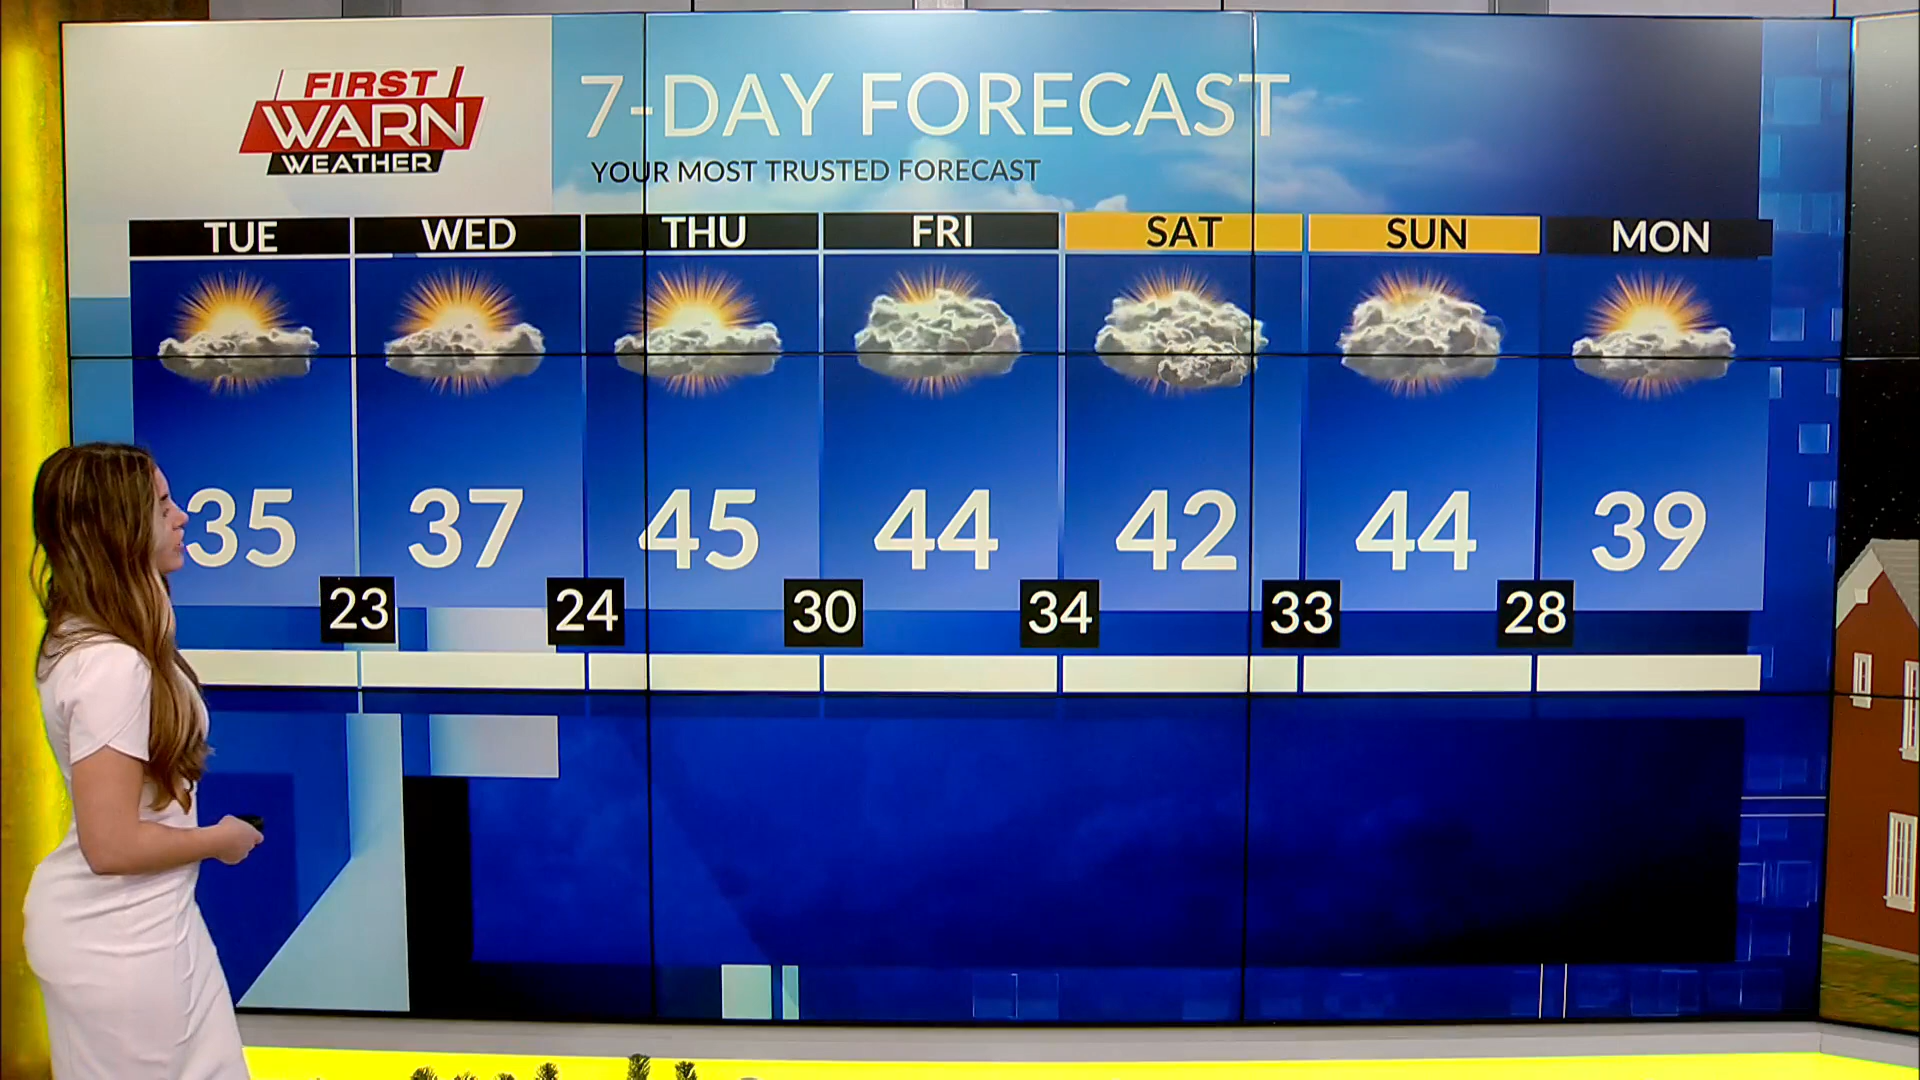 FIRST
WARN
WEATHER
7-DAY FORECAST
YOUR MOST TRUSTED FORECAST
TUE WED THU FRI SAT SUN MON
35 37 45 44 42 44 39
23 24 30 34 33 28